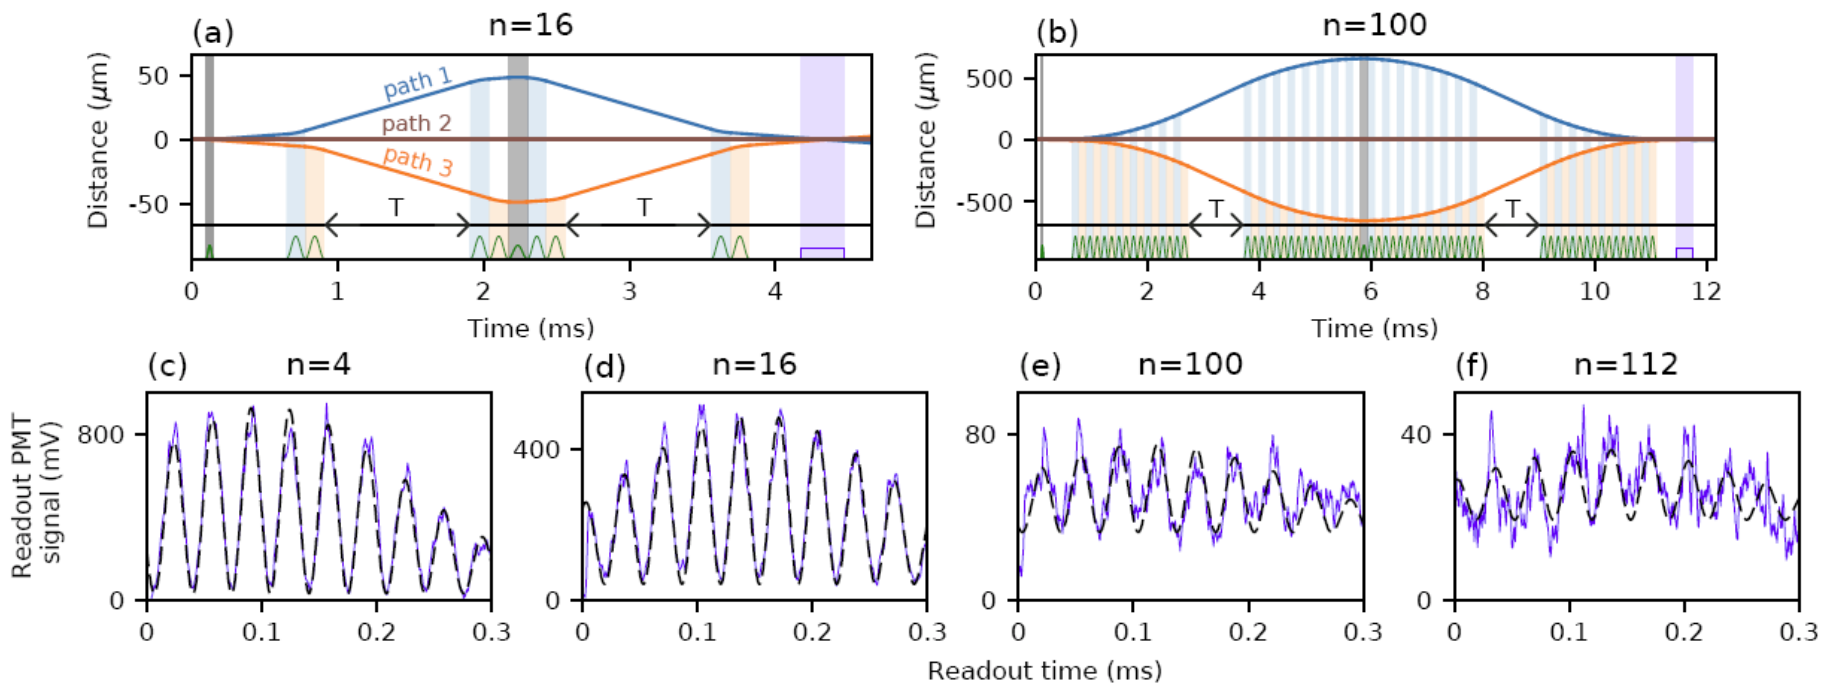 (a) n=16
Distance (μm)
50
0
-50
path 1
path 2
path 3
T T
0 1 2 3 4
Time (ms)
(b) n=100
Distance (μm)
500
0
-500
T T
0 2 4 6 8 10 12
Time (ms)
Readout PMT
signal (mV)
(c) n=4
800
0
0 0.1 0.2 0.3
(d) n=16
400
0
0 0.1 0.2 0.3
(e) n=100
80
0
0 0.1 0.2 0.3
(f) n=112
40
0
0 0.1 0.2 0.3
Readout time (ms)